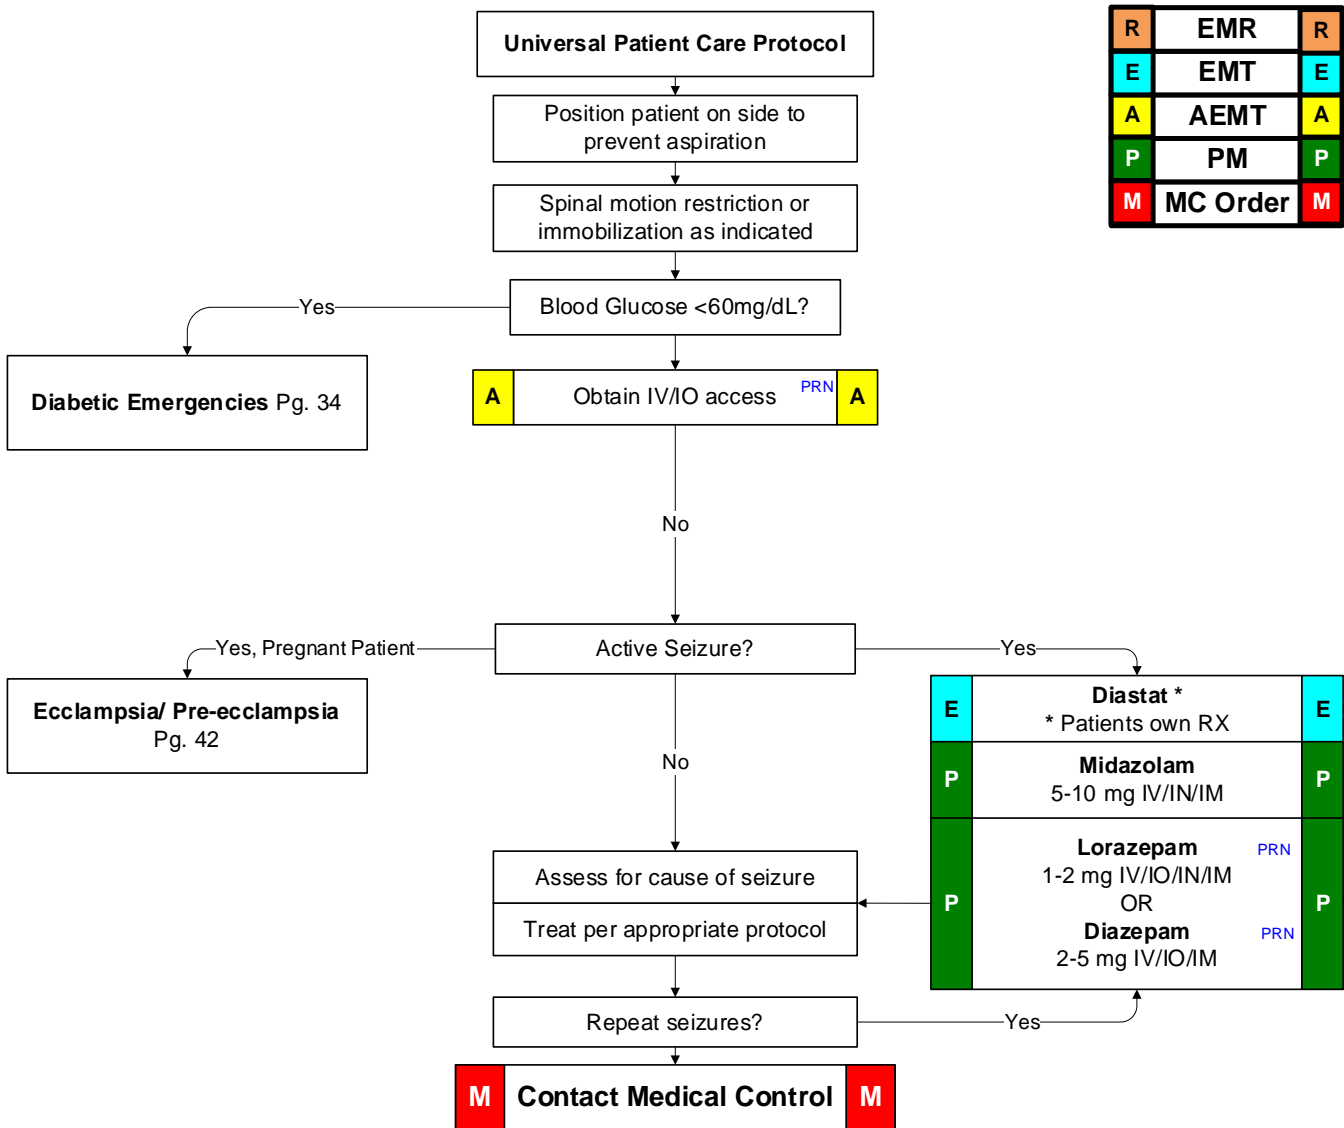 Universal Patient Care Protocol
R EMR R
E EMT E
A AEMT A
P PM P
M MC Order M
Position patient on side to
prevent aspiration
Spinal motion restriction or
immobilization as indicated
Blood Glucose <60mg/dL?
Yes
Diabetic Emergencies Pg. 34
A Obtain IV/IO access PRN A
No
Active Seizure?
Yes, Pregnant Patient
Yes
Ecclampsia/ Pre-ecclampsia
Pg. 42
E Diastat * E
* Patients own RX
P Midazolam P
5-10 mg IV/IN/IM
No
Lorazepam PRN
1-2 mg IV/IO/IN/IM
P OR P
Diazepam PRN
2-5 mg IV/IO/IM
Assess for cause of seizure
Treat per appropriate protocol
Repeat seizures?
Yes
M Contact Medical Control M